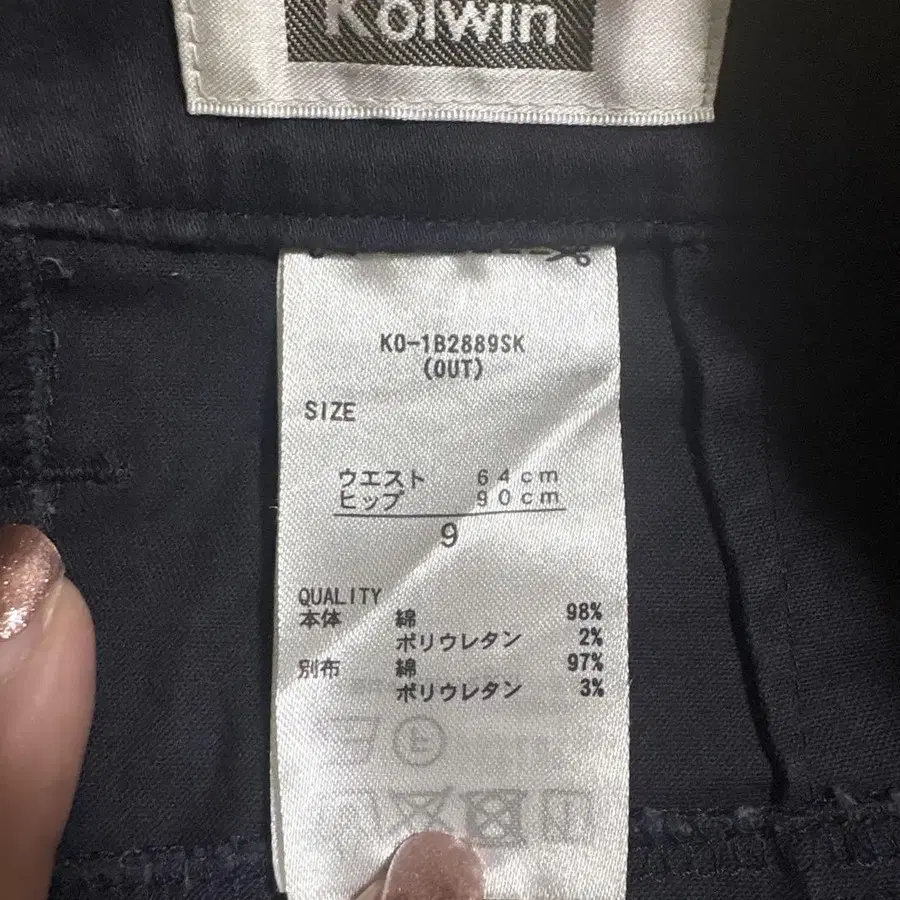 Kolwin
KO-1B2889SK
(OUT)
SIZE
ウエスト 64cm
ヒップ 90cm
9
QUALITY
本体 綿 98%
ポリウレタン 2%
別布 綿 97%
ポリウレタン 3%